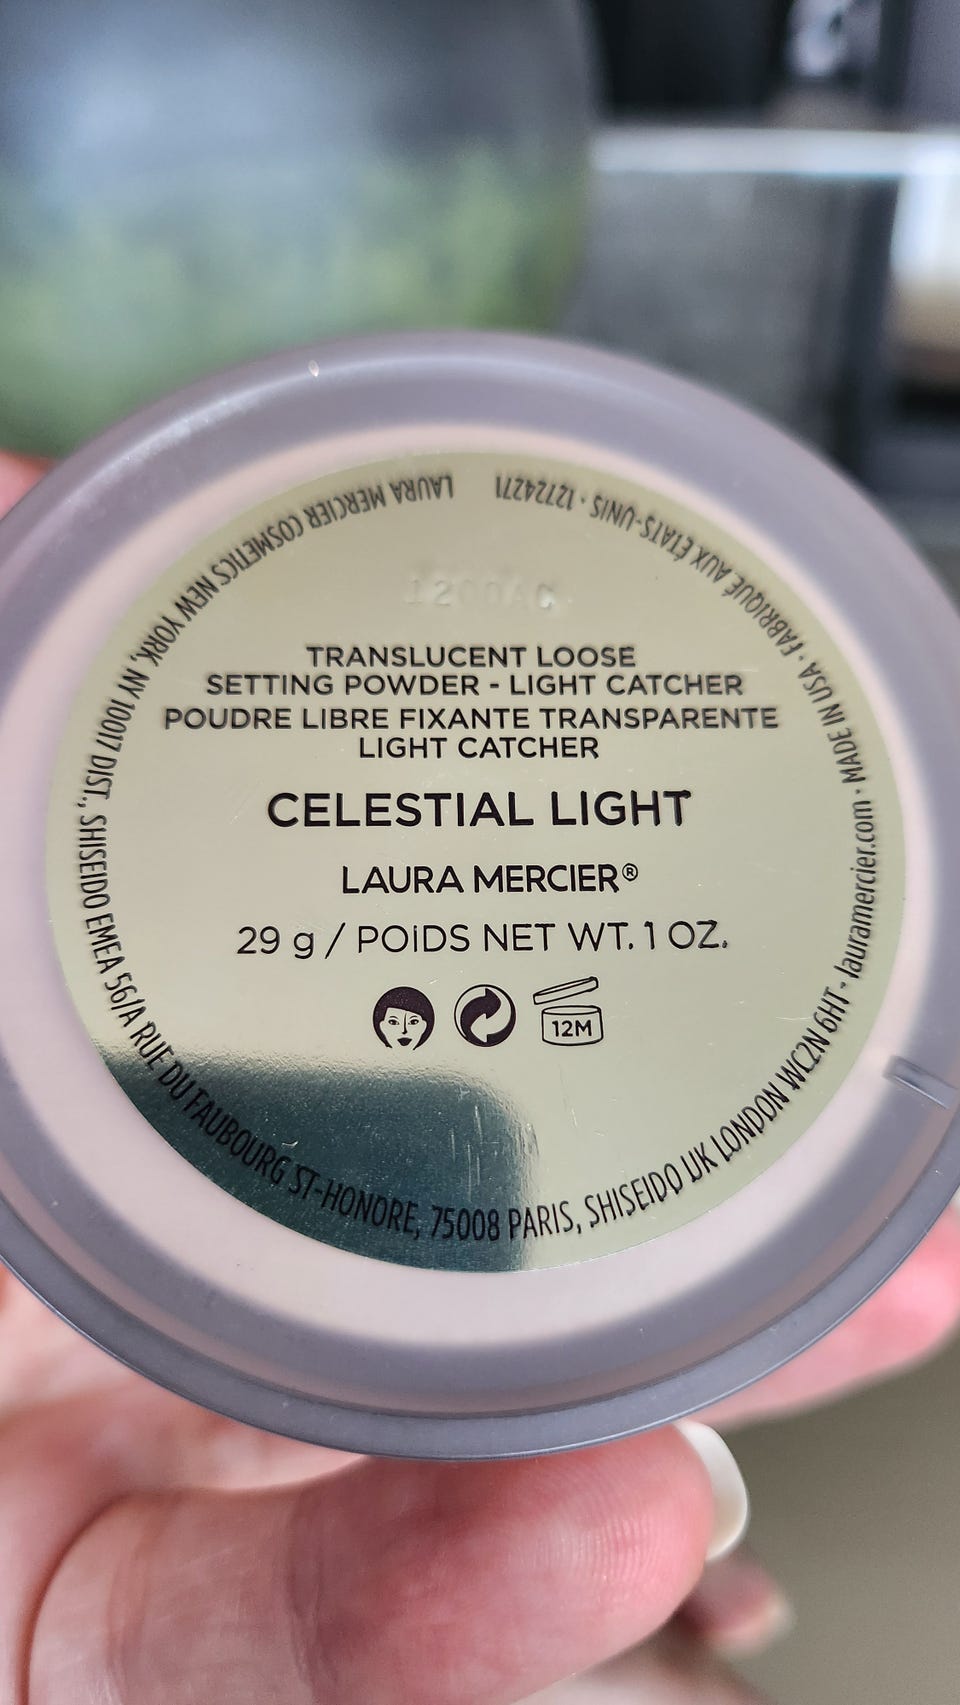 TRANSLUCENT LOOSE
SETTING POWDER - LIGHT CATCHER
POUDRE LIBRE FIXANTE TRANSPARENTE
LIGHT CATCHER
CELESTIAL LIGHT
LAURA MERCIER®
29 g / POIDS NET WT. 1 OZ.
12M
LAURA MERCIER COSMETICS NEW YORK, NY 10017 DIST., SHISEIDO EMEA 56/A RUE DU FAUBOURG ST-HONORE, 75008 PARIS, SHISEIDO UK LONDON WC2N 6HT · lauramercier.com · MADE IN USA · FABRIQUÉ AUX ÉTATS-UNIS · 12724271